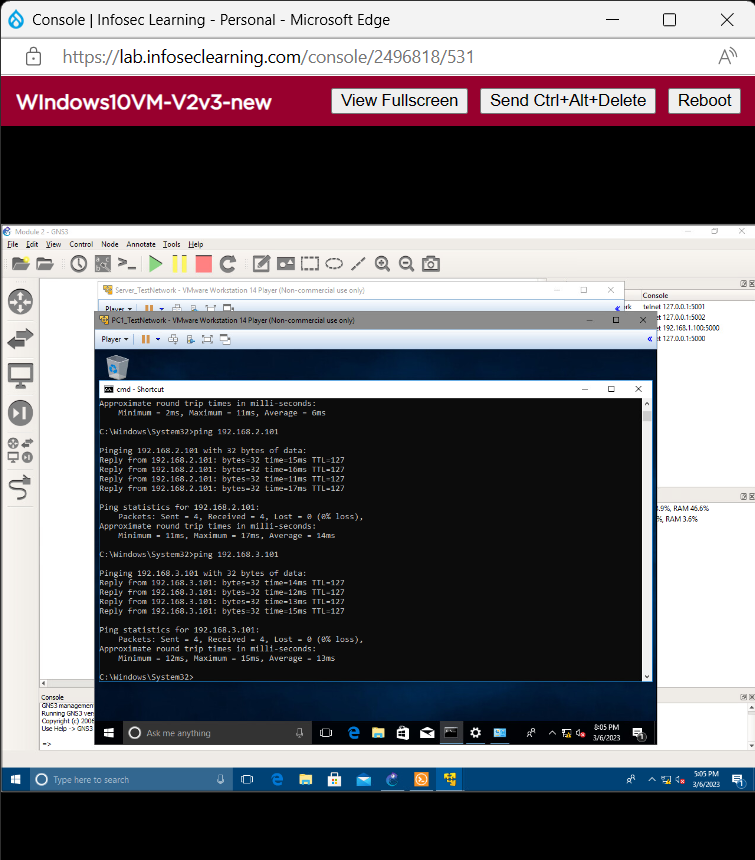 Console | Infosec Learning - Personal - Microsoft Edge
https://lab.infoseclearning.com/console/2496818/531
WIndows10VM-V2v3-new
View Fullscreen
Send Ctrl+Alt+Delete
Reboot
Module 2 - GNS3
File Edit View Control Node Annotate Tools Help
Server_TestNetwork - VMware Workstation 14 Player (Non-commercial use only)
Player
Console
rk telnet 127.0.0.1:5001
et 127.0.0.1:5002
et 192.168.1.100:5000
et 127.0.0.1:5000
PC1_TestNetwork - VMware Workstation 14 Player (Non-commercial use only)
Player
cmd - Shortcut
Approximate round trip times in milli-seconds:
Minimum = 2ms, Maximum = 11ms, Average = 6ms
C:\Windows\System32>ping 192.168.2.101
Pinging 192.168.2.101 with 32 bytes of data:
Reply from 192.168.2.101: bytes=32 time=15ms TTL=127
Reply from 192.168.2.101: bytes=32 time=16ms TTL=127
Reply from 192.168.2.101: bytes=32 time=11ms TTL=127
Reply from 192.168.2.101: bytes=32 time=17ms TTL=127
Ping statistics for 192.168.2.101:
Packets: Sent = 4, Received = 4, Lost = 0 (0% loss),
Approximate round trip times in milli-seconds:
Minimum = 11ms, Maximum = 17ms, Average = 14ms
C:\Windows\System32>ping 192.168.3.101
Pinging 192.168.3.101 with 32 bytes of data:
Reply from 192.168.3.101: bytes=32 time=14ms TTL=127
Reply from 192.168.3.101: bytes=32 time=12ms TTL=127
Reply from 192.168.3.101: bytes=32 time=13ms TTL=127
Reply from 192.168.3.101: bytes=32 time=15ms TTL=127
Ping statistics for 192.168.3.101:
Packets: Sent = 4, Received = 4, Lost = 0 (0% loss),
Approximate round trip times in milli-seconds:
Minimum = 12ms, Maximum = 15ms, Average = 13ms
C:\Windows\System32>
.9%, RAM 46.6%
%, RAM 3.6%
Console
GNS3 management
Running GNS3 ver
Copyright (c) 2006
Use Help -> GNS3
=>
Ask me anything
8:05 PM
3/6/2023
Type here to search
5:05 PM
3/6/2023